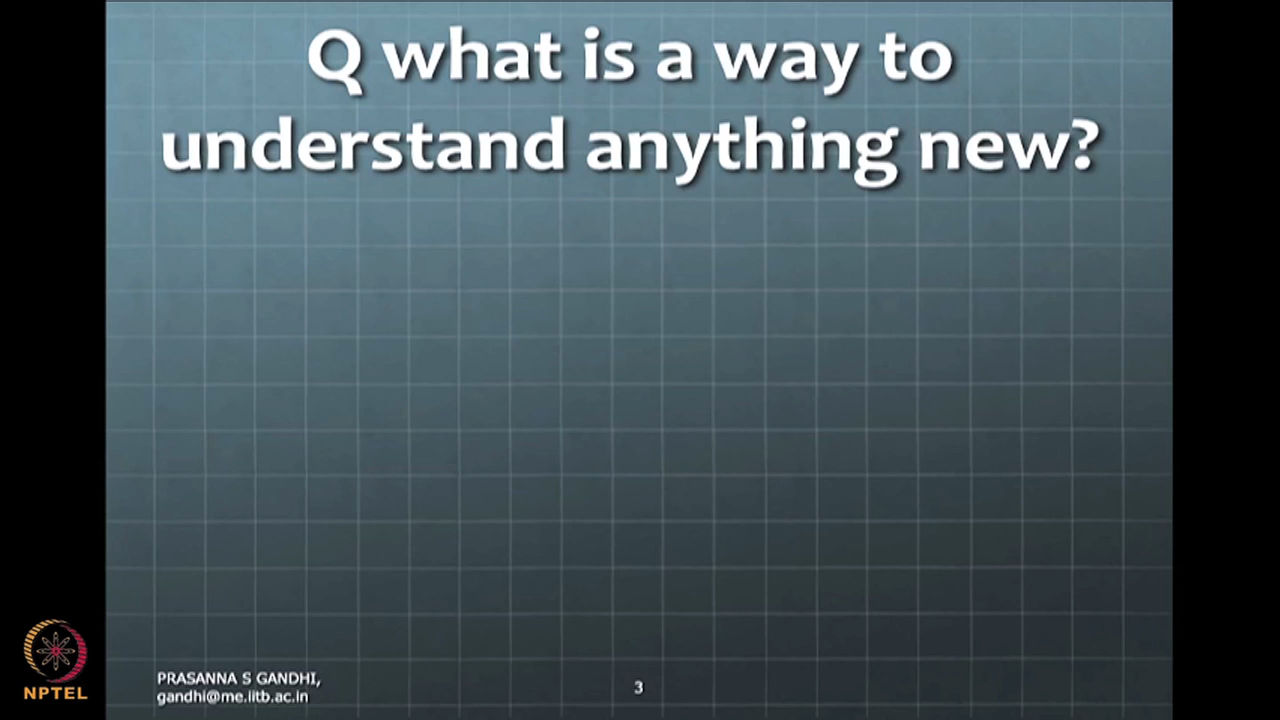 Q what is a way to
understand anything new?
PRASANNA S GANDHI,
gandhi@me.iitb.ac.in
3
NPTEL